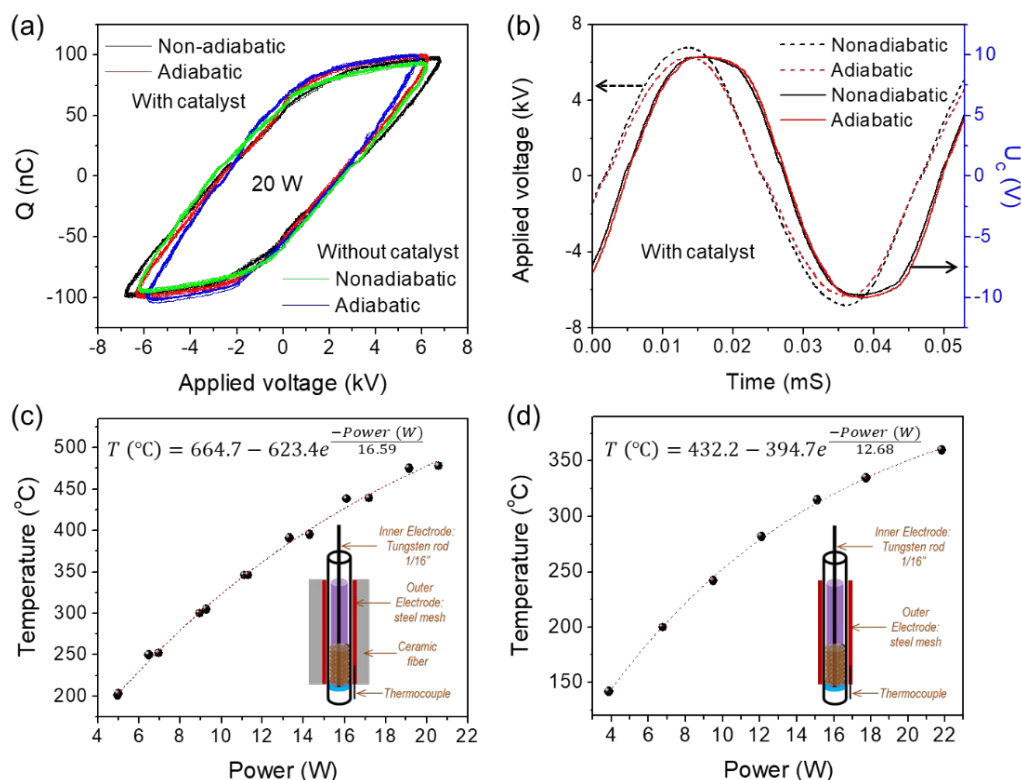 (a)
Non-adiabatic
Adiabatic
With catalyst
20 W
Without catalyst
Nonadiabatic
Adiabatic
Q (nC)
150
100
50
0
-50
-100
-8 -6 -4 -2 0 2 4 6 8
Applied voltage (kV)
(b)
Nonadiabatic
Adiabatic
Nonadiabatic
Adiabatic
With catalyst
Applied voltage (kV)
8
4
0
-4
-8
0.00 0.01 0.02 0.03 0.04 0.05
Time (mS)
10
5
0
-5
-10
U_C (V)
(c)
T (℃) = 664.7 − 623.4e^(−Power (W)/16.59)
Temperature (°C)
500
450
400
350
300
250
200
4 6 8 10 12 14 16 18 20 22
Power (W)
Inner Electrode:
Tungsten rod
1/16"
Outer
Electrode:
steel mesh
Ceramic
fiber
Thermocouple
(d)
T (℃) = 432.2 − 394.7e^(−Power (W)/12.68)
Temperature (°C)
350
300
250
200
150
4 6 8 10 12 14 16 18 20 22
Power (W)
Inner Electrode:
Tungsten rod
1/16"
Outer
Electrode:
steel mesh
Thermocouple